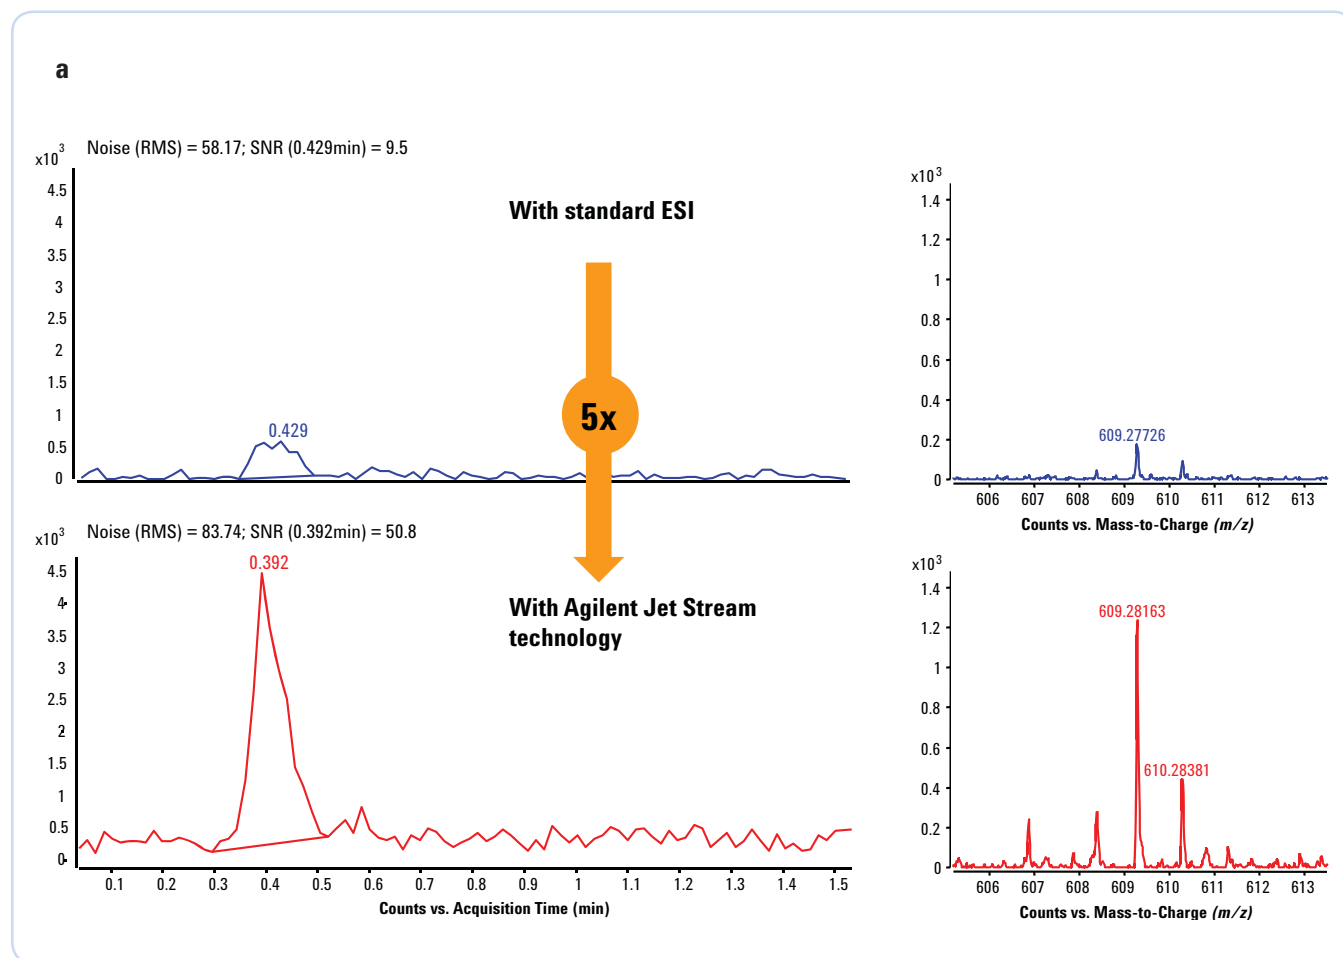 a
Noise (RMS) = 58.17; SNR (0.429min) = 9.5
x10³
4.5
4
3.5
3
2.5
2
1.5
1
0.5
0
0.429
With standard ESI
5x
With Agilent Jet Stream
technology
x10³
1.4
1.2
1
0.8
0.6
0.4
0.2
0
609.27726
606 607 608 609 610 611 612 613
Counts vs. Mass-to-Charge (m/z)
Noise (RMS) = 83.74; SNR (0.392min) = 50.8
x10³
4.5
4
3.5
3
2.5
2
1.5
1
0.5
0
0.392
0.1 0.2 0.3 0.4 0.5 0.6 0.7 0.8 0.9 1 1.1 1.2 1.3 1.4 1.5
Counts vs. Acquisition Time (min)
x10³
1.4
1.2
1
0.8
0.6
0.4
0.2
0
609.28163
610.28381
606 607 608 609 610 611 612 613
Counts vs. Mass-to-Charge (m/z)